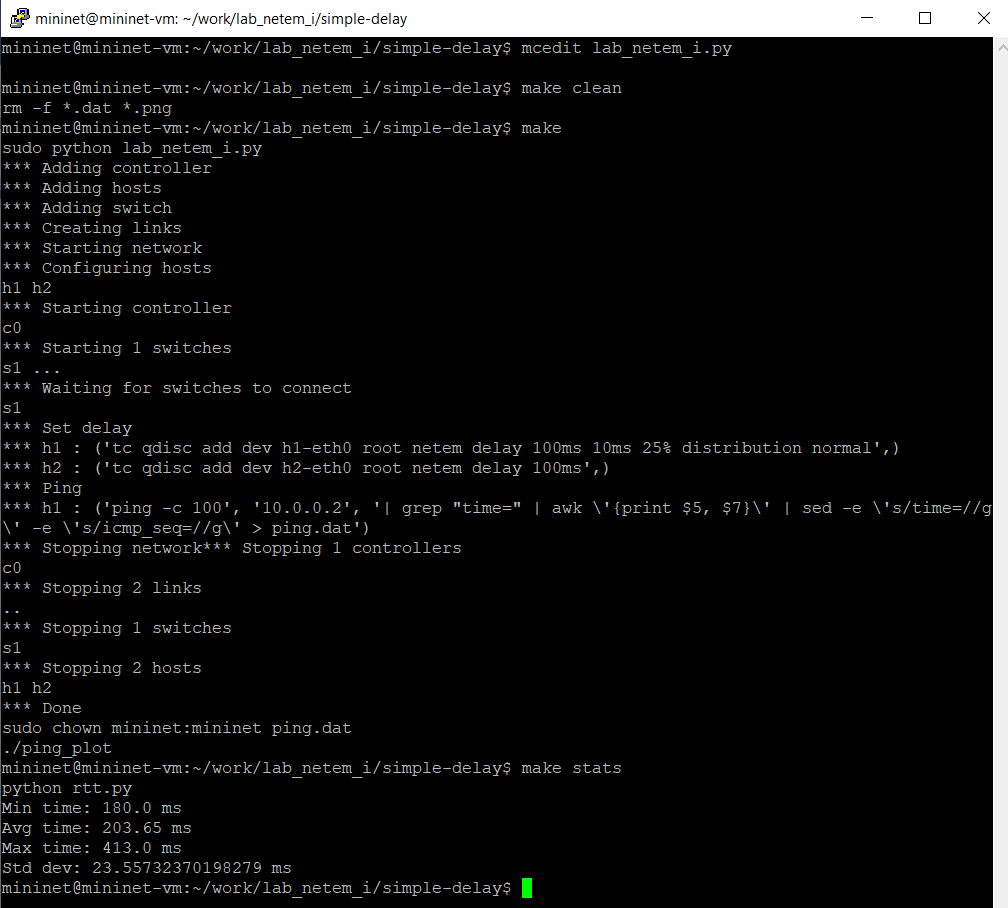 mininet@mininet-vm: ~/work/lab_netem_i/simple-delay
mininet@mininet-vm:~/work/lab_netem_i/simple-delay$ mcedit lab_netem_i.py
mininet@mininet-vm:~/work/lab_netem_i/simple-delay$ make clean
rm -f *.dat *.png
mininet@mininet-vm:~/work/lab_netem_i/simple-delay$ make
sudo python lab_netem_i.py
*** Adding controller
*** Adding hosts
*** Adding switch
*** Creating links
*** Starting network
*** Configuring hosts
h1 h2
*** Starting controller
c0
*** Starting 1 switches
s1 ...
*** Waiting for switches to connect
s1
*** Set delay
*** h1 : ('tc qdisc add dev h1-eth0 root netem delay 100ms 10ms 25% distribution normal',)
*** h2 : ('tc qdisc add dev h2-eth0 root netem delay 100ms',)
*** Ping
*** h1 : ('ping -c 100', '10.0.0.2', '| grep "time=" | awk \'{print $5, $7}\' | sed -e \'s/time=//g
\' -e \'s/icmp_seq=//g\' > ping.dat')
*** Stopping network*** Stopping 1 controllers
c0
*** Stopping 2 links
..
*** Stopping 1 switches
s1
*** Stopping 2 hosts
h1 h2
*** Done
sudo chown mininet:mininet ping.dat
./ping_plot
mininet@mininet-vm:~/work/lab_netem_i/simple-delay$ make stats
python rtt.py
Min time: 180.0 ms
Avg time: 203.65 ms
Max time: 413.0 ms
Std dev: 23.55732370198279 ms
mininet@mininet-vm:~/work/lab_netem_i/simple-delay$